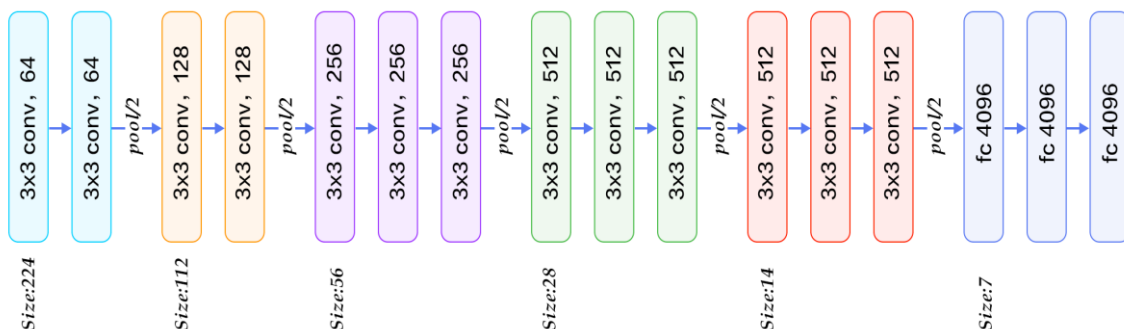 3x3 conv, 64
3x3 conv, 64
pool/2
3x3 conv, 128
3x3 conv, 128
pool/2
3x3 conv, 256
3x3 conv, 256
3x3 conv, 256
pool/2
3x3 conv, 512
3x3 conv, 512
3x3 conv, 512
pool/2
3x3 conv, 512
3x3 conv, 512
3x3 conv, 512
pool/2
fc 4096
fc 4096
fc 4096
Size:224
Size:112
Size:56
Size:28
Size:14
Size:7